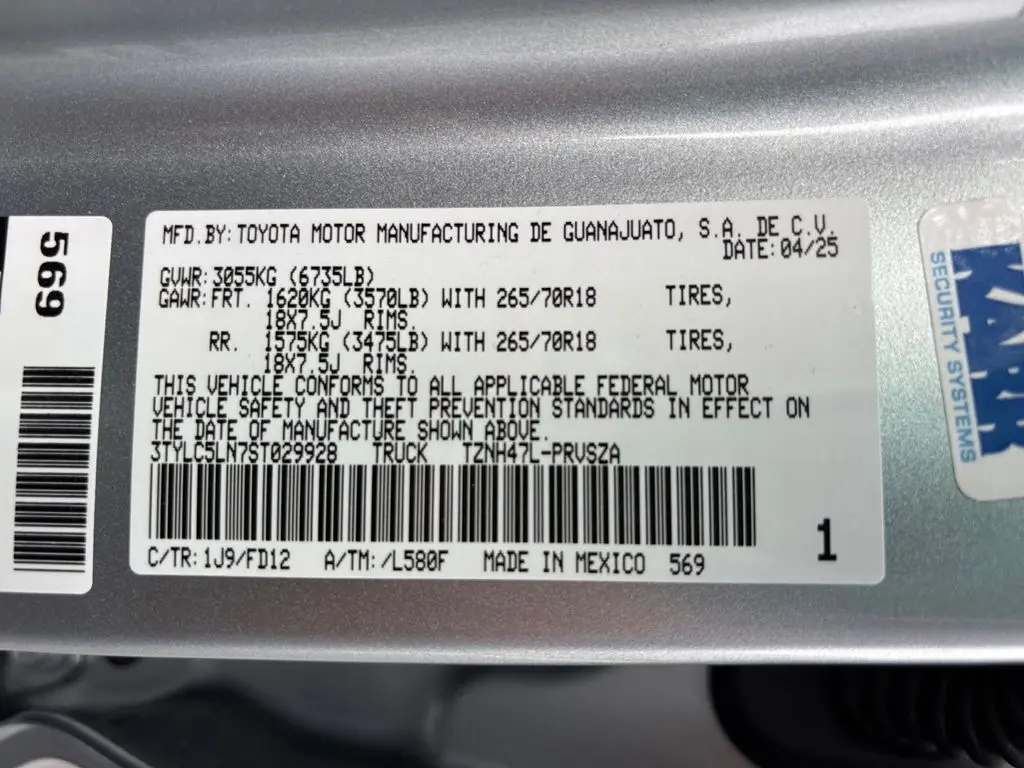 569
MFD.BY:TOYOTA MOTOR MANUFACTURING DE GUANAJUATO, S.A. DE C.V.
DATE:04/25
GVWR:3055KG (6735LB)
GAWR:FRT. 1620KG (3570LB) WITH 265/70R18 TIRES,
18X7.5J RIMS.
RR. 1575KG (3475LB) WITH 265/70R18 TIRES,
18X7.5J RIMS.
THIS VEHICLE CONFORMS TO ALL APPLICABLE FEDERAL MOTOR
VEHICLE SAFETY AND THEFT PREVENTION STANDARDS IN EFFECT ON
THE DATE OF MANUFACTURE SHOWN ABOVE.
3TYLC5LN7ST029928 TRUCK TZNH47L-PRVSZA
C/TR:1J9/FD12 A/TM:/L580F MADE IN MEXICO 569
1
KARR
SECURITY SYSTEMS